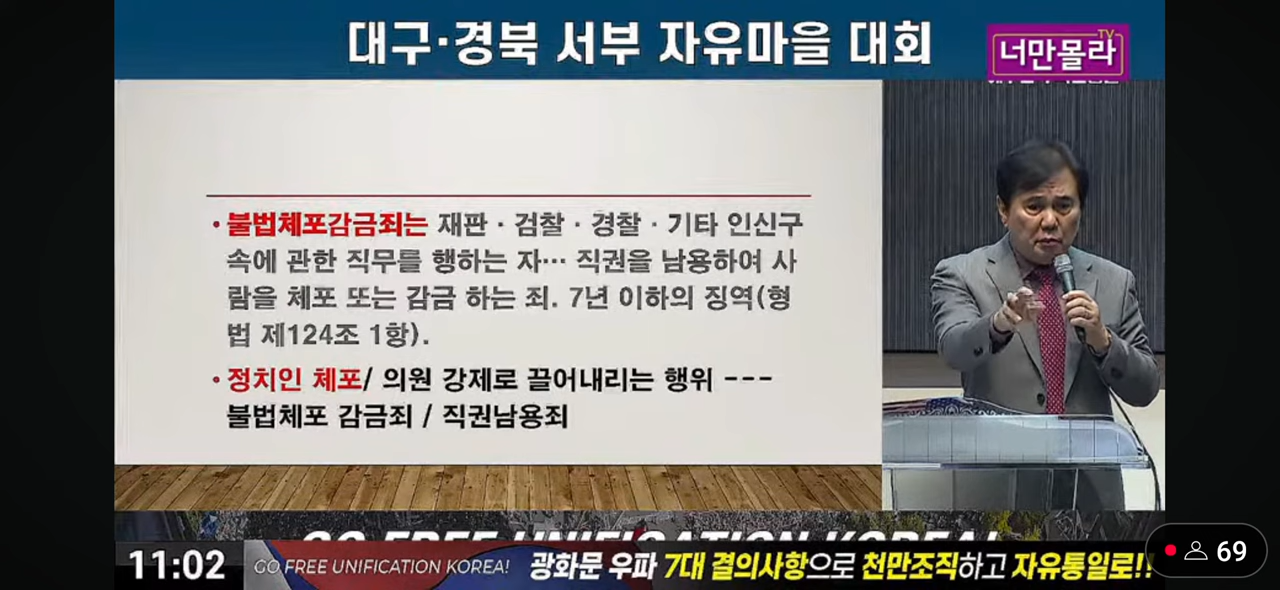 대구·경북 서부 자유마을 대회
너만몰라
TV
• 불법체포감금죄는 재판·검찰·경찰·기타 인신구
속에 관한 직무를 행하는 자… 직권을 남용하여 사
람을 체포 또는 감금 하는 죄. 7년 이하의 징역(형
법 제124조 1항).
• 정치인 체포/ 의원 강제로 끌어내리는 행위 ---
불법체포 감금죄 / 직권남용죄
GO FREE UNIFICATION KOREA!
11:02
GO FREE UNIFICATION KOREA!
광화문 우파 7대 결의사항으로 천만조직하고 자유통일로!!
69